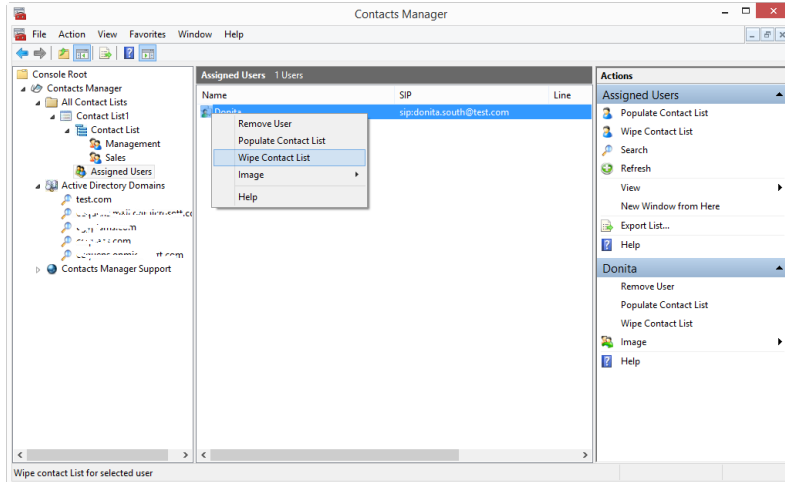 Contacts Manager
File Action View Favorites Window Help
Console Root
Contacts Manager
All Contact Lists
Contact List1
Contact List
Management
Sales
Assigned Users
Active Directory Domains
test.com
Contacts Manager Support
Assigned Users 1 Users
Name SIP Line
Donita sip:donita.south@test.com
Remove User
Populate Contact List
Wipe Contact List
Image
Help
Actions
Assigned Users
Populate Contact List
Wipe Contact List
Search
Refresh
View
New Window from Here
Export List...
Help
Donita
Remove User
Populate Contact List
Wipe Contact List
Image
Help
Wipe contact List for selected user